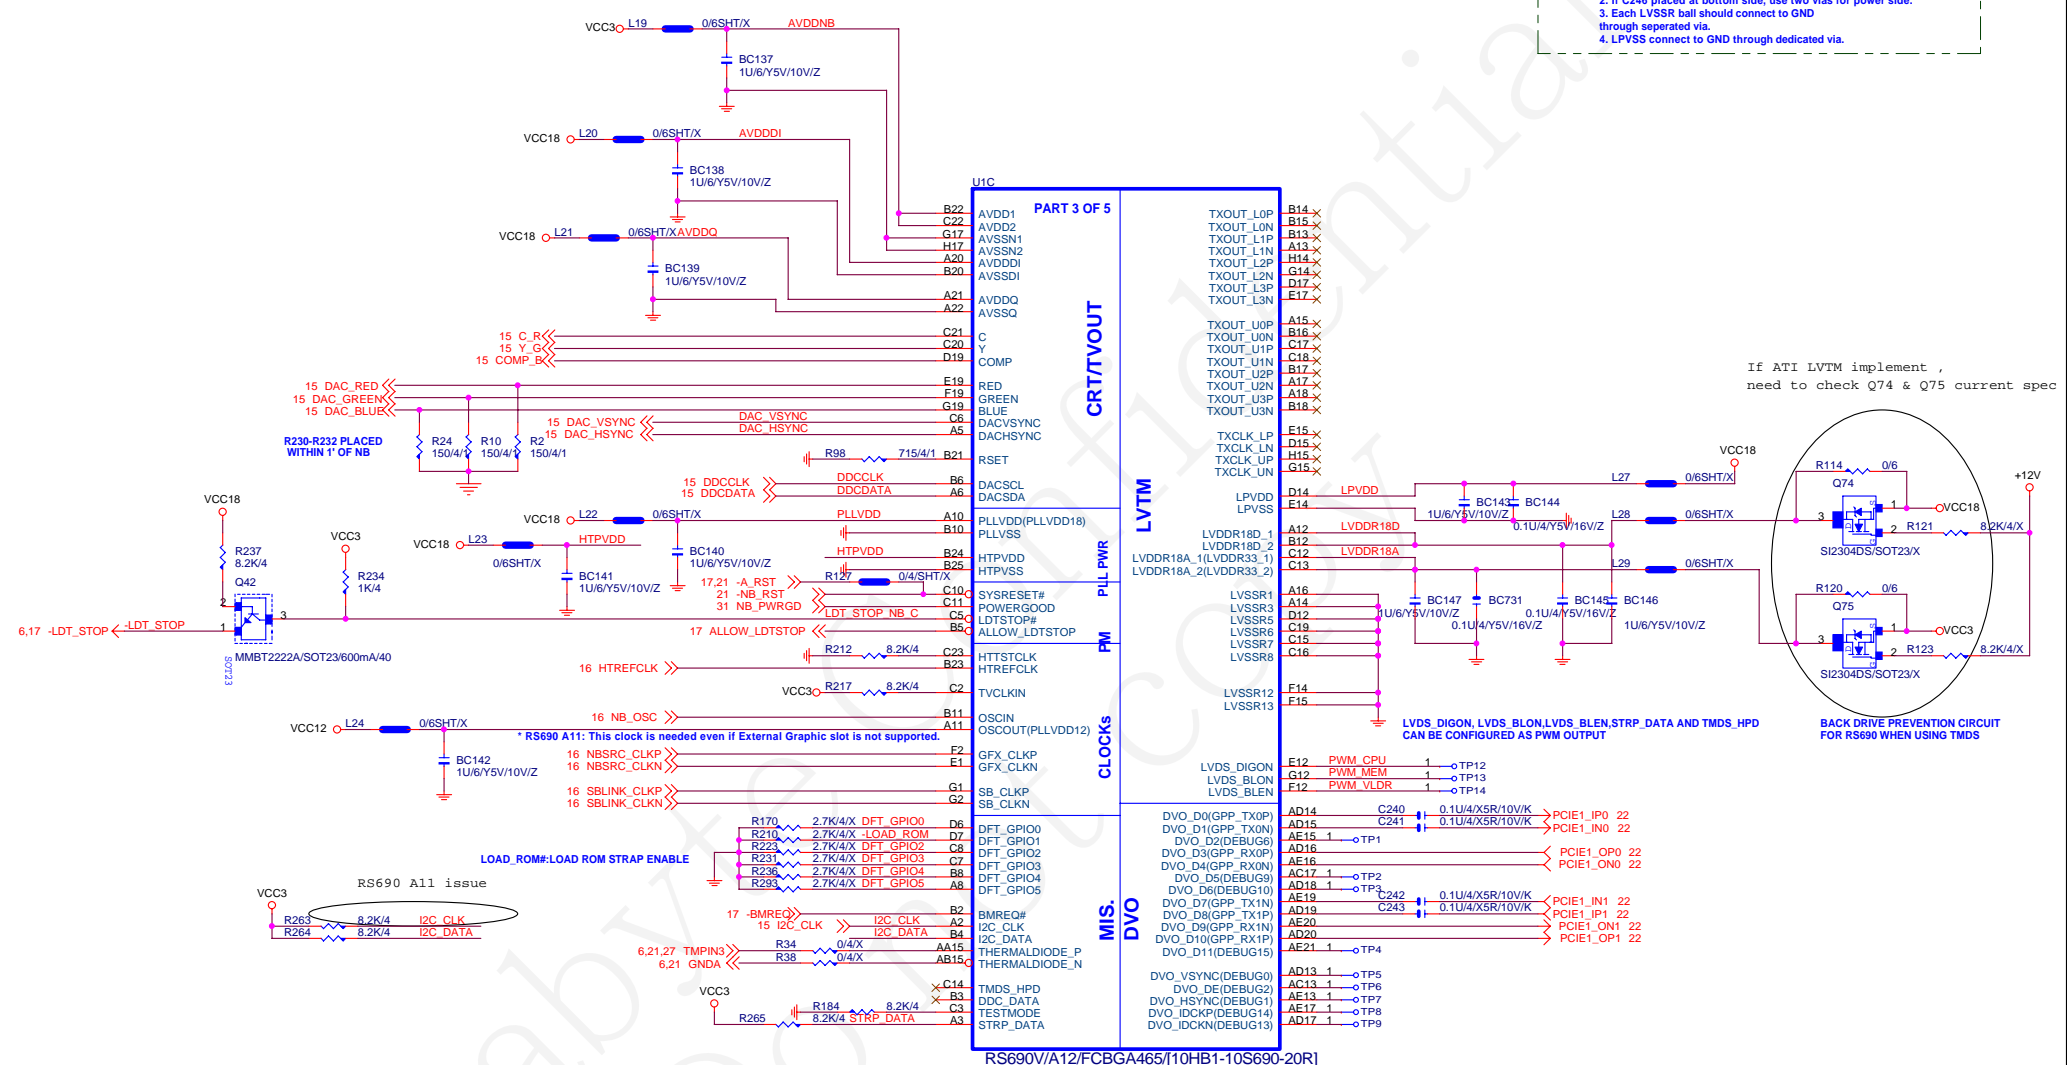 2. If C246 placed at bottom side, use two vias for power side.
3. Each LVSSR ball should connect to GND
through seperated via.
4. LPVSS connect to GND through dedicated via.
VCC3 L19 0/6SHT/X AVDDNB
BC137
1U/6/Y5V/10V/Z
VCC18 L20 0/6SHT/X AVDDDI
BC138
1U/6/Y5V/10V/Z
VCC18 L21 0/6SHT/X AVDDQ
BC139
1U/6/Y5V/10V/Z
15 C_R
15 Y_G
15 COMP_B
15 DAC_RED
15 DAC_GREEN
15 DAC_BLUE
15 DAC_VSYNC DAC_VSYNC
15 DAC_HSYNC DAC_HSYNC
R230-R232 PLACED
WITHIN 1' OF NB
R24 R10 R2
150/4/1 150/4/1 150/4/1
R98 715/4/1
15 DDCCLK DDCCLK
15 DDCDATA DDCDATA
VCC18 L22 0/6SHT/X PLLVDD
VCC18 L23 HTPVDD
0/6SHT/X
BC140
1U/6/Y5V/10V/Z
BC141
1U/6/Y5V/10V/Z
HTPVDD
VCC18
R237
8.2K/4
Q42
2
3
1
VCC3
R234
1K/4
6,17 -LDT_STOP -LDT_STOP
MMBT2222A/SOT23/600mA/40
SOT23
17,21 -A_RST R127 0/4/SHT/X
21 -NB_RST
31 NB_PWRGD
LDT_STOP_NB_C
17 ALLOW_LDTSTOP
R212 8.2K/4
16 HTREFCLK
VCC3 R217 8.2K/4
16 NB_OSC
VCC12 L24 0/6SHT/X
* RS690 A11: This clock is needed even if External Graphic slot is not supported.
BC142
1U/6/Y5V/10V/Z
16 NBSRC_CLKP
16 NBSRC_CLKN
16 SBLINK_CLKP
16 SBLINK_CLKN
R170 2.7K/4/X DFT_GPIO0
R210 2.7K/4/X -LOAD_ROM
R223 2.7K/4/X DFT_GPIO2
R231 2.7K/4/X DFT_GPIO3
R236 2.7K/4/X DFT_GPIO4
R293 2.7K/4/X DFT_GPIO5
LOAD_ROM#:LOAD ROM STRAP ENABLE
RS690 A11 issue
VCC3
R263 8.2K/4 I2C_CLK
R264 8.2K/4 I2C_DATA
17 -BMREQ
15 I2C_CLK I2C_CLK
I2C_DATA
6,21,27 TMPIN3 R34 0/4/X
6,21 GNDA R38 0/4/X
VCC3
R184 8.2K/4
R265 8.2K/4 STRP_DATA
U1C
PART 3 OF 5
B22 AVDD1
C22 AVDD2
G17 AVSSN1
H17 AVSSN2
A20 AVDDDI
B20 AVSSDI
A21 AVDDQ
A22 AVSSQ
C21 C
C20 Y
D19 COMP
E19 RED
F19 GREEN
G19 BLUE
C6 DACVSYNC
A5 DACHSYNC
B21 RSET
B6 DACSCL
A6 DACSDA
A10 PLLVDD(PLLVDD18)
B10 PLLVSS
B24 HTPVDD
B25 HTPVSS
C10 SYSRESET#
C11 POWERGOOD
C5 LDTSTOP#
B5 ALLOW_LDTSTOP
C23 HTTSTCLK
B23 HTREFCLK
C2 TVCLKIN
B11 OSCIN
A11 OSCOUT(PLLVDD12)
F2 GFX_CLKP
E1 GFX_CLKN
G1 SB_CLKP
G2 SB_CLKN
D6 DFT_GPIO0
D7 DFT_GPIO1
C8 DFT_GPIO2
C7 DFT_GPIO3
B8 DFT_GPIO4
A8 DFT_GPIO5
B2 BMREQ#
A2 I2C_CLK
B4 I2C_DATA
AA15 THERMALDIODE_P
AB15 THERMALDIODE_N
C14 TMDS_HPD
B3 DDC_DATA
C3 TESTMODE
A3 STRP_DATA
CRT/TVOUT
PLL PWR
PM
CLOCKs
MIS.
LVTM
DVO
TXOUT_L0P B14
TXOUT_L0N B15
TXOUT_L1P B13
TXOUT_L1N A13
TXOUT_L2P H14
TXOUT_L2N G14
TXOUT_L3P D17
TXOUT_L3N E17
TXOUT_U0P A15
TXOUT_U0N B16
TXOUT_U1P C17
TXOUT_U1N C18
TXOUT_U2P B17
TXOUT_U2N A17
TXOUT_U3P A18
TXOUT_U3N B18
TXCLK_LP E15
TXCLK_LN D15
TXCLK_UP H15
TXCLK_UN G15
LPVDD D14 LPVDD
LPVSS E14
LVDDR18D_1 A12 LVDDR18D
LVDDR18D_2 B12
LVDDR18A_1(LVDDR33_1) C12 LVDDR18A
LVDDR18A_2(LVDDR33_2) C13
LVSSR1 A16
LVSSR3 A14
LVSSR5 D12
LVSSR6 C19
LVSSR7 C15
LVSSR8 C16
LVSSR12 F14
LVSSR13 F15
LVDS_DIGON E12 PWM_CPU 1 TP12
LVDS_BLON G12 PWM_MEM 1 TP13
LVDS_BLEN F12 PWM_VLDR 1 TP14
DVO_D0(GPP_TX0P) AD14 C240 0.1U/4/X5R/10V/K PCIE1_IP0 22
DVO_D1(GPP_TX0N) AD15 C241 0.1U/4/X5R/10V/K PCIE1_IN0 22
DVO_D2(DEBUG6) AE15 1 TP1
DVO_D3(GPP_RX0P) AD16 PCIE1_OP0 22
DVO_D4(GPP_RX0N) AE16 PCIE1_ON0 22
DVO_D5(DEBUG9) AC17 1 TP2
DVO_D6(DEBUG10) AD18 1 TP3
DVO_D7(GPP_TX1N) AE19 C242 0.1U/4/X5R/10V/K PCIE1_IN1 22
DVO_D8(GPP_TX1P) AD19 C243 0.1U/4/X5R/10V/K PCIE1_IP1 22
DVO_D9(GPP_RX1N) AE20 PCIE1_ON1 22
DVO_D10(GPP_RX1P) AD20 PCIE1_OP1 22
DVO_D11(DEBUG15) AE21 1 TP4
DVO_VSYNC(DEBUG0) AD13 1 TP5
DVO_DE(DEBUG2) AC13 1 TP6
DVO_HSYNC(DEBUG1) AE13 1 TP7
DVO_IDCKP(DEBUG14) AE17 1 TP8
DVO_IDCKN(DEBUG13) AD17 1 TP9
RS690V/A12/FCBGA465/[10HB1-10S690-20R]
If ATI LVTM implement ,
need to check Q74 & Q75 current spec
VCC18
L27 0/6SHT/X
BC143 BC144
1U/6/Y5V/10V/Z 0.1U/4/Y5V/16V/Z
L28 0/6SHT/X
L29 0/6SHT/X
BC147 BC731 BC145 BC146
1U/6/Y5V/10V/Z 0.1U/4/Y5V/16V/Z 0.1U/4/Y5V/16V/Z 1U/6/Y5V/10V/Z
R114 0/6
Q74
3 D S G 1 VCC18
2 R121 8.2K/4/X
SI2304DS/SOT23/X
+12V
R120 0/6
Q75
3 D S G 1 VCC3
2 R123 8.2K/4/X
SI2304DS/SOT23/X
LVDS_DIGON, LVDS_BLON,LVDS_BLEN,STRP_DATA AND TMDS_HPD
CAN BE CONFIGURED AS PWM OUTPUT
BACK DRIVE PREVENTION CIRCUIT
FOR RS690 WHEN USING TMDS